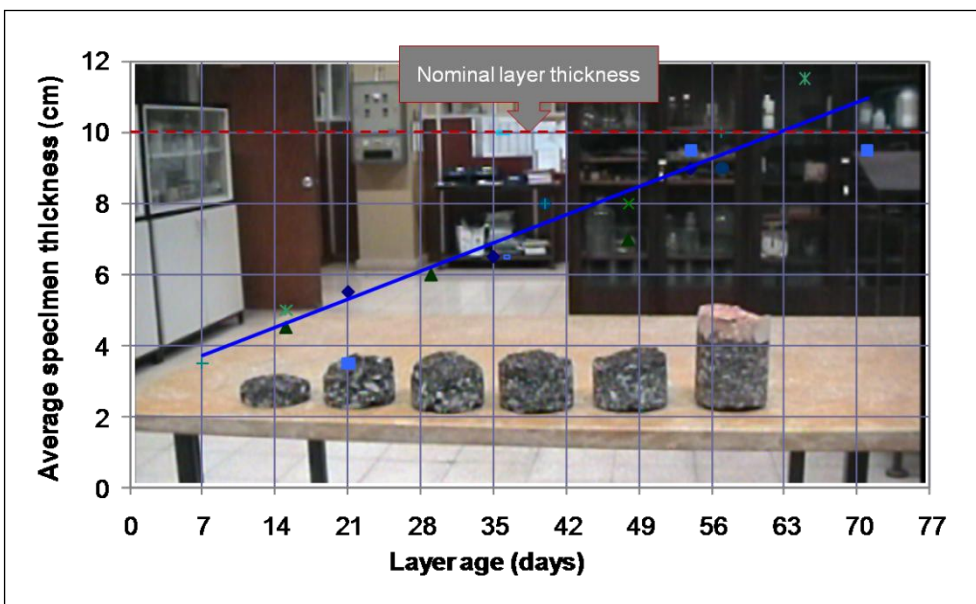 Nominal layer thickness
Average specimen thickness (cm)
12
10
8
6
4
2
0
0 7 14 21 28 35 42 49 56 63 70 77
Layer age (days)